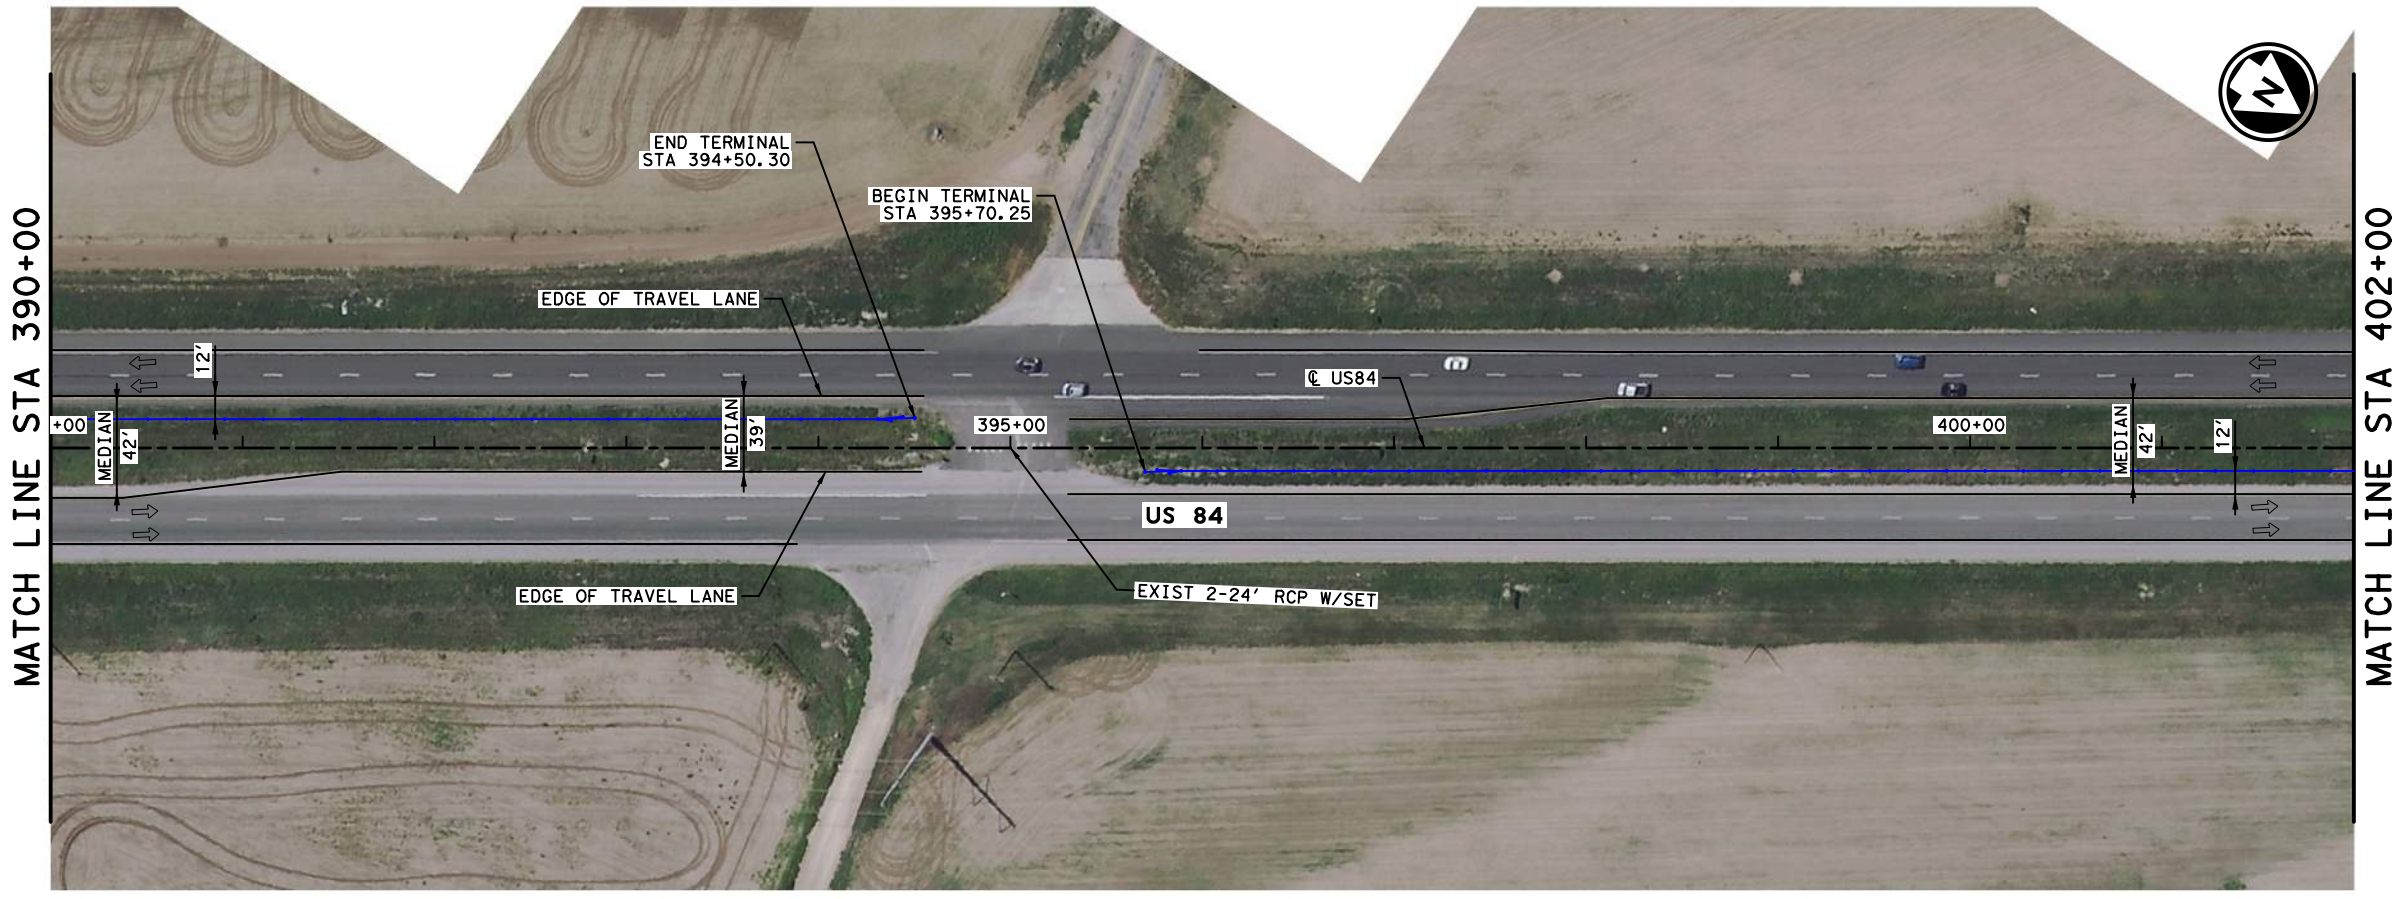 MATCH LINE STA 390+00
MATCH LINE STA 402+00
N
END TERMINAL
STA 394+50.30
BEGIN TERMINAL
STA 395+70.25
EDGE OF TRAVEL LANE
12'
℄ US84
+00
MEDIAN
42'
MEDIAN
39'
395+00
400+00
MEDIAN
42'
12'
US 84
EDGE OF TRAVEL LANE
EXIST 2-24' RCP W/SET